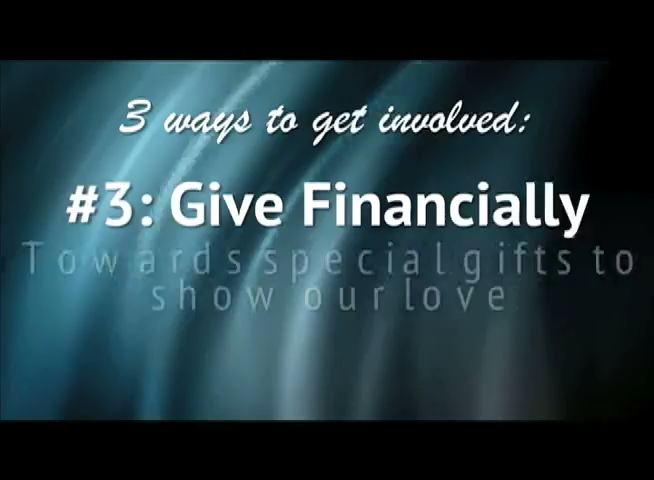 3 ways to get involved:
#3: Give Financially
Towards special gifts to
show our love